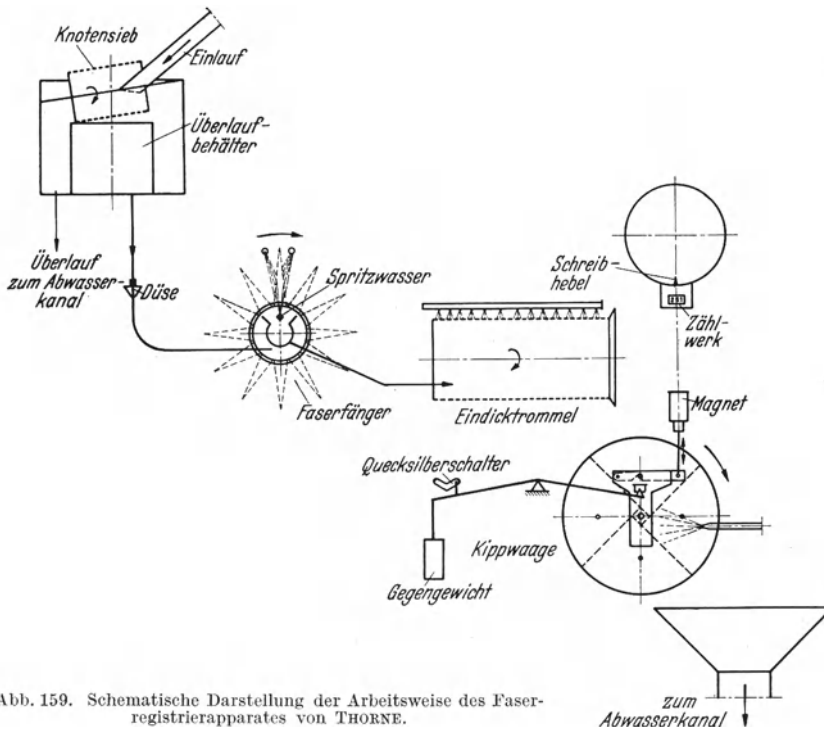 Knotensieb
Einlauf
Überlauf-
behälter
Überlauf
zum Abwasser-
kanal
Düse
Spritzwasser
Faserfänger
Eindicktrommel
Schreib-
hebel
Zähl-
werk
Magnet
Quecksilberschalter
Kippwaage
Gegengewicht
zum
Abwasserkanal
Abb. 159. Schematische Darstellung der Arbeitsweise des Faser-
registrierapparates von THORNE.